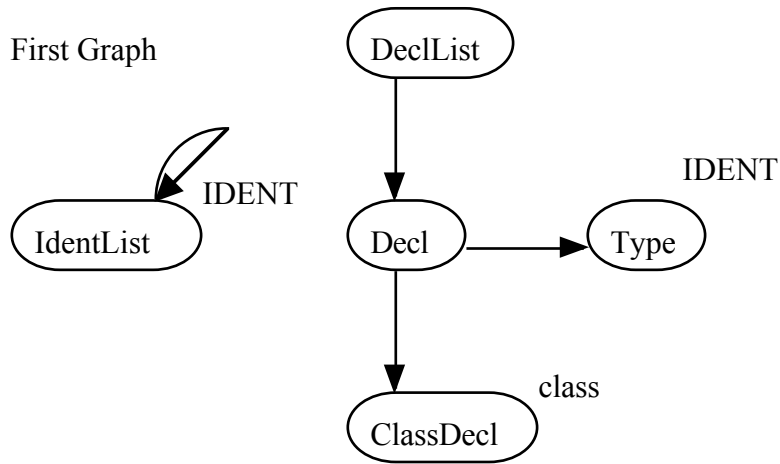 First Graph
DeclList
IDENT
IDENT
IdentList
Decl
Type
class
ClassDecl